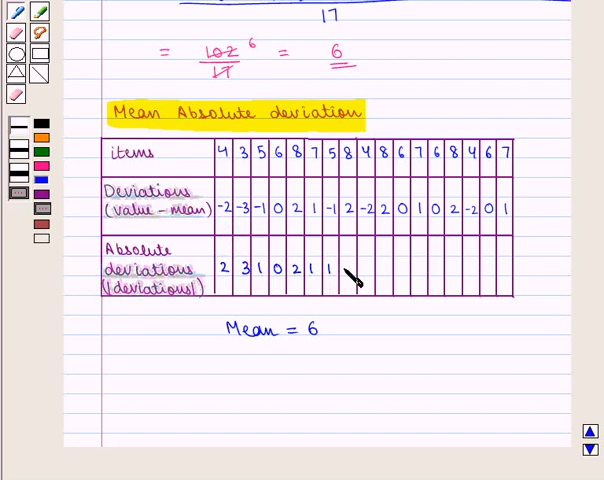 17
= 102 6 = 6
17
Mean Absolute deviation
items 4 3 5 6 8 7 5 8 4 8 6 7 6 8 4 6 7
Deviations
(value - mean) -2 -3 -1 0 2 1 -1 2 -2 2 0 1 0 2 -2 0 1
Absolute
deviations 2 3 1 0 2 1 1
(|deviations|)
Mean = 6